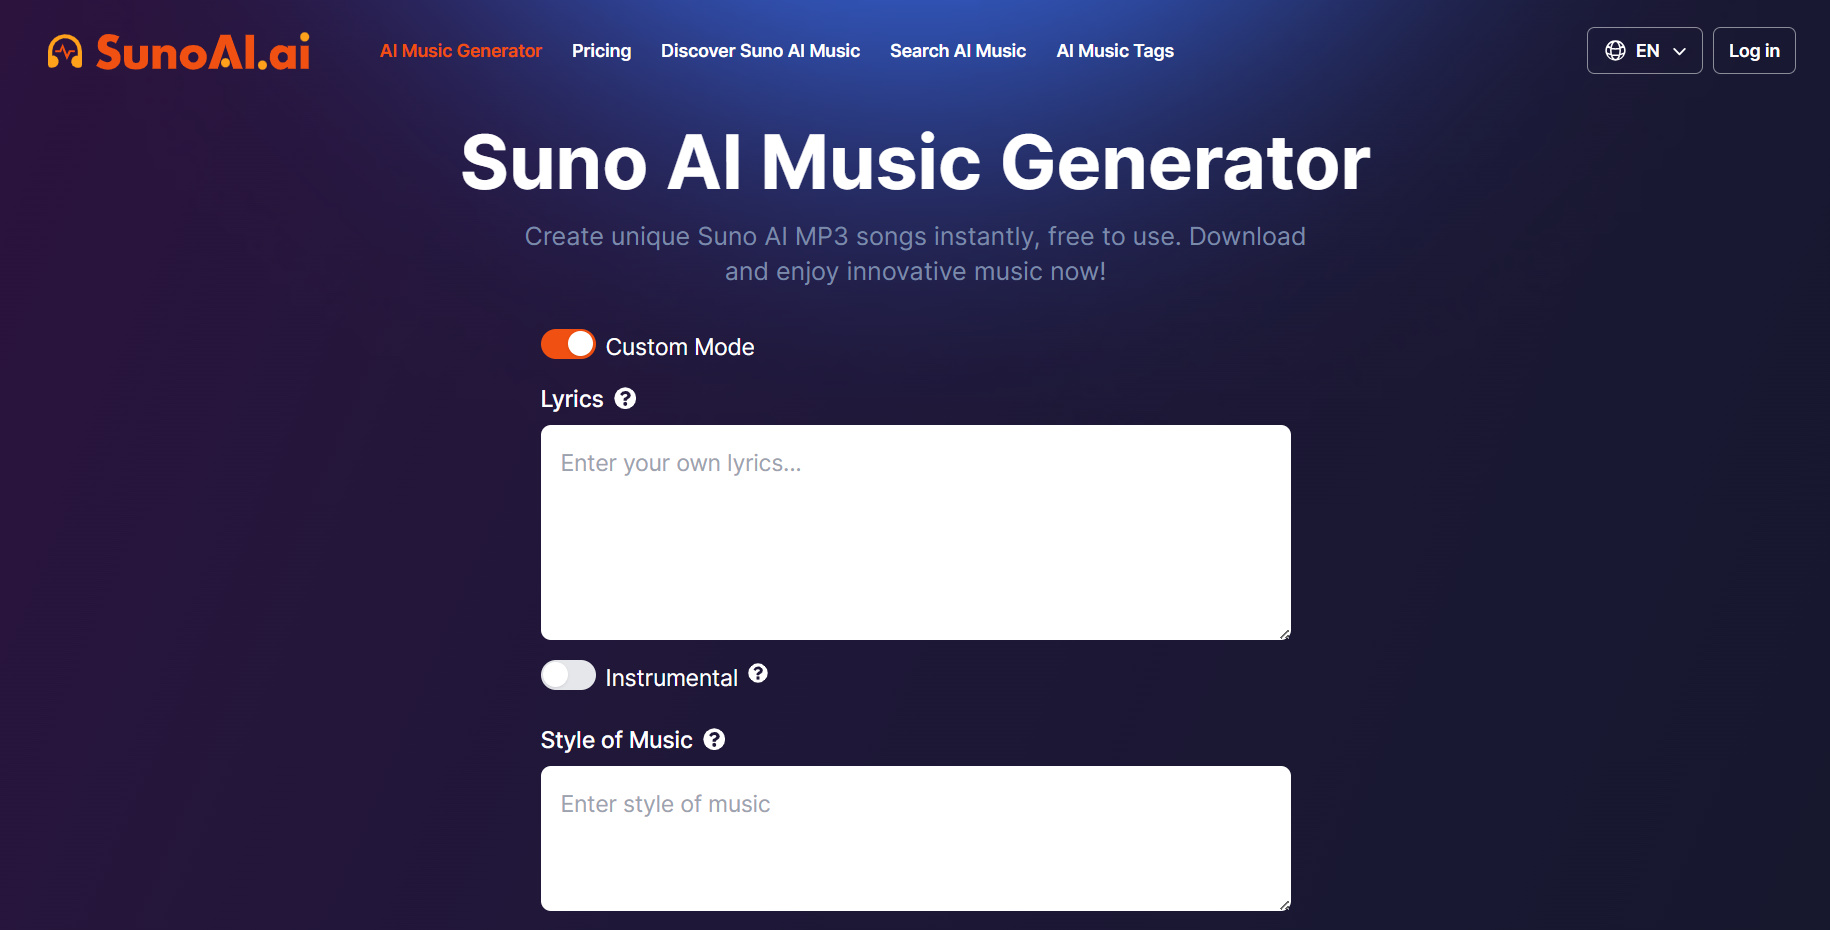 SunoAI.ai
AI Music Generator Pricing Discover Suno AI Music Search AI Music AI Music Tags
EN
Log in
Suno AI Music Generator
Create unique Suno AI MP3 songs instantly, free to use. Download
and enjoy innovative music now!
Custom Mode
Lyrics ?
Enter your own lyrics...
Instrumental ?
Style of Music ?
Enter style of music